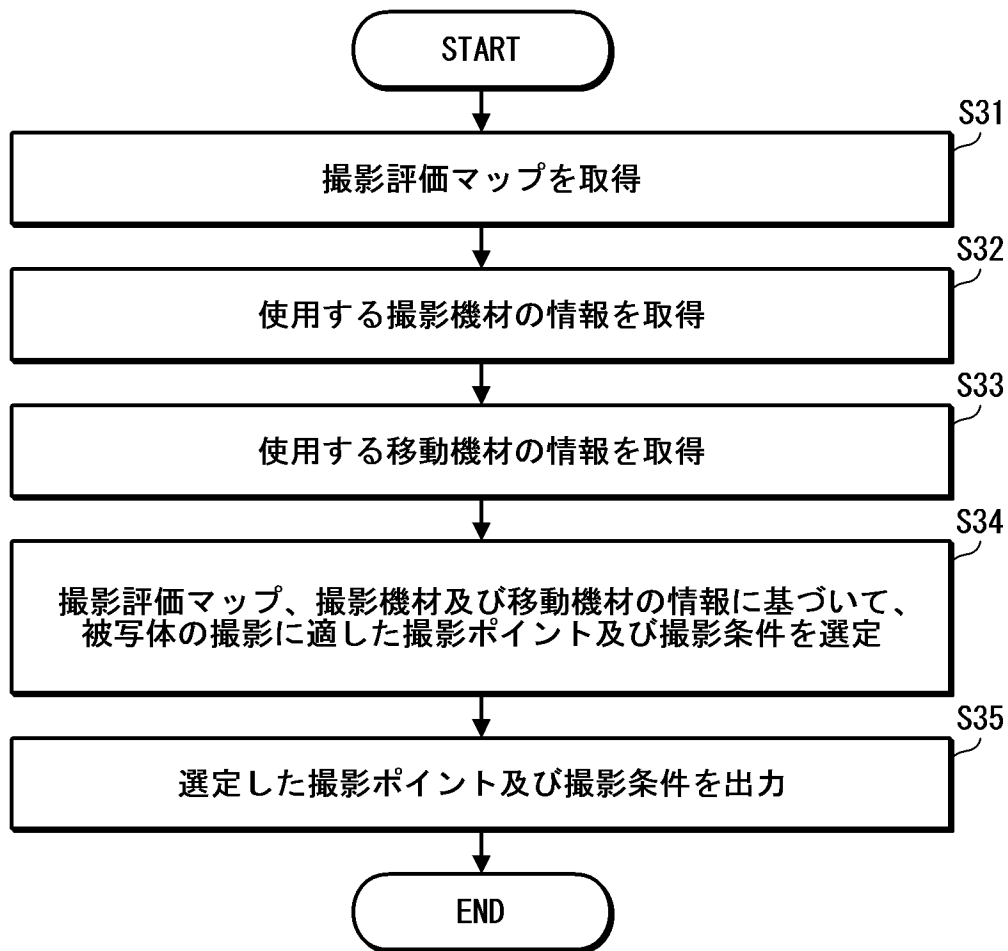 START
S31
撮影評価マップを取得
S32
使用する撮影機材の情報を取得
S33
使用する移動機材の情報を取得
S34
撮影評価マップ、撮影機材及び移動機材の情報に基づいて、
被写体の撮影に適した撮影ポイント及び撮影条件を選定
S35
選定した撮影ポイント及び撮影条件を出力
END